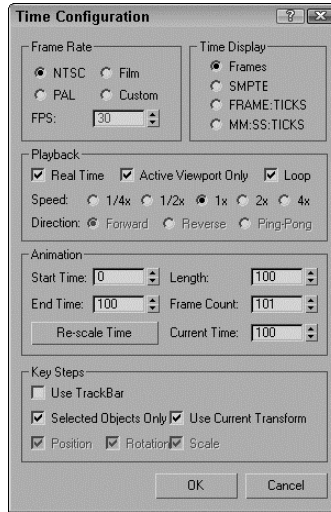 Time Configuration
Frame Rate
NTSC Film
PAL Custom
FPS: 30
Time Display
Frames
SMPTE
FRAME:TICKS
MM:SS:TICKS
Playback
Real Time Active Viewport Only Loop
Speed: 1/4x 1/2x 1x 2x 4x
Direction: Forward Reverse Ping-Pong
Animation
Start Time: 0 Length: 100
End Time: 100 Frame Count: 101
Re-scale Time Current Time: 100
Key Steps
Use TrackBar
Selected Objects Only Use Current Transform
Position Rotation Scale
OK Cancel